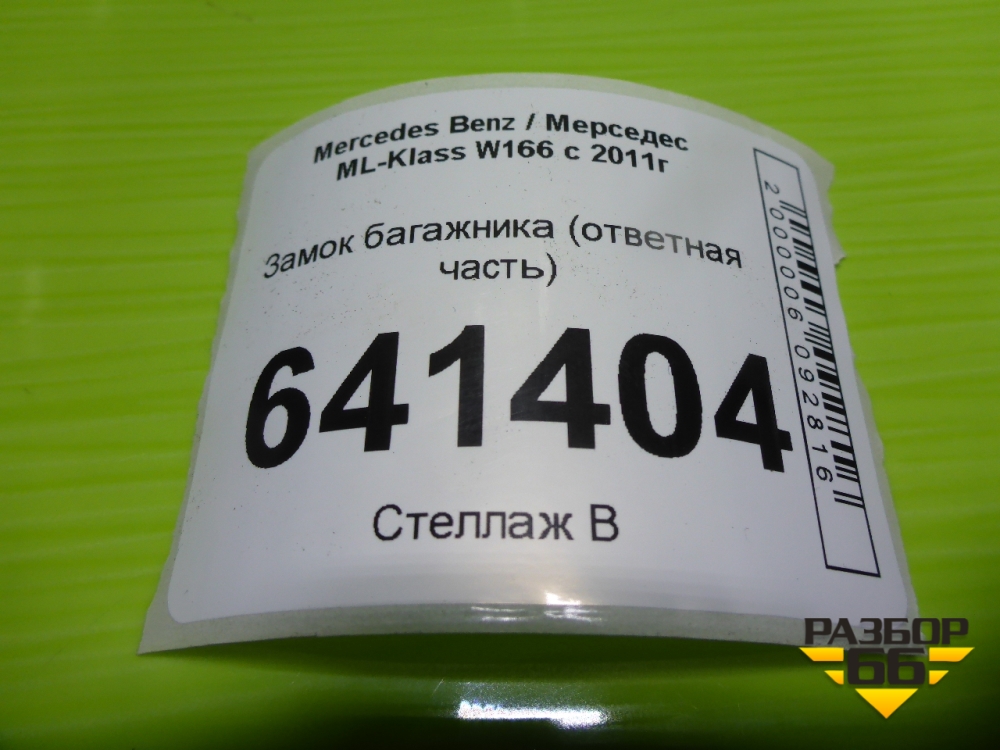 Mercedes Benz / Мерседес
ML-Klass W166 с 2011г
Замок багажника (ответная
часть)
641404
Стеллаж В
2000006092816
РАЗБОР
66